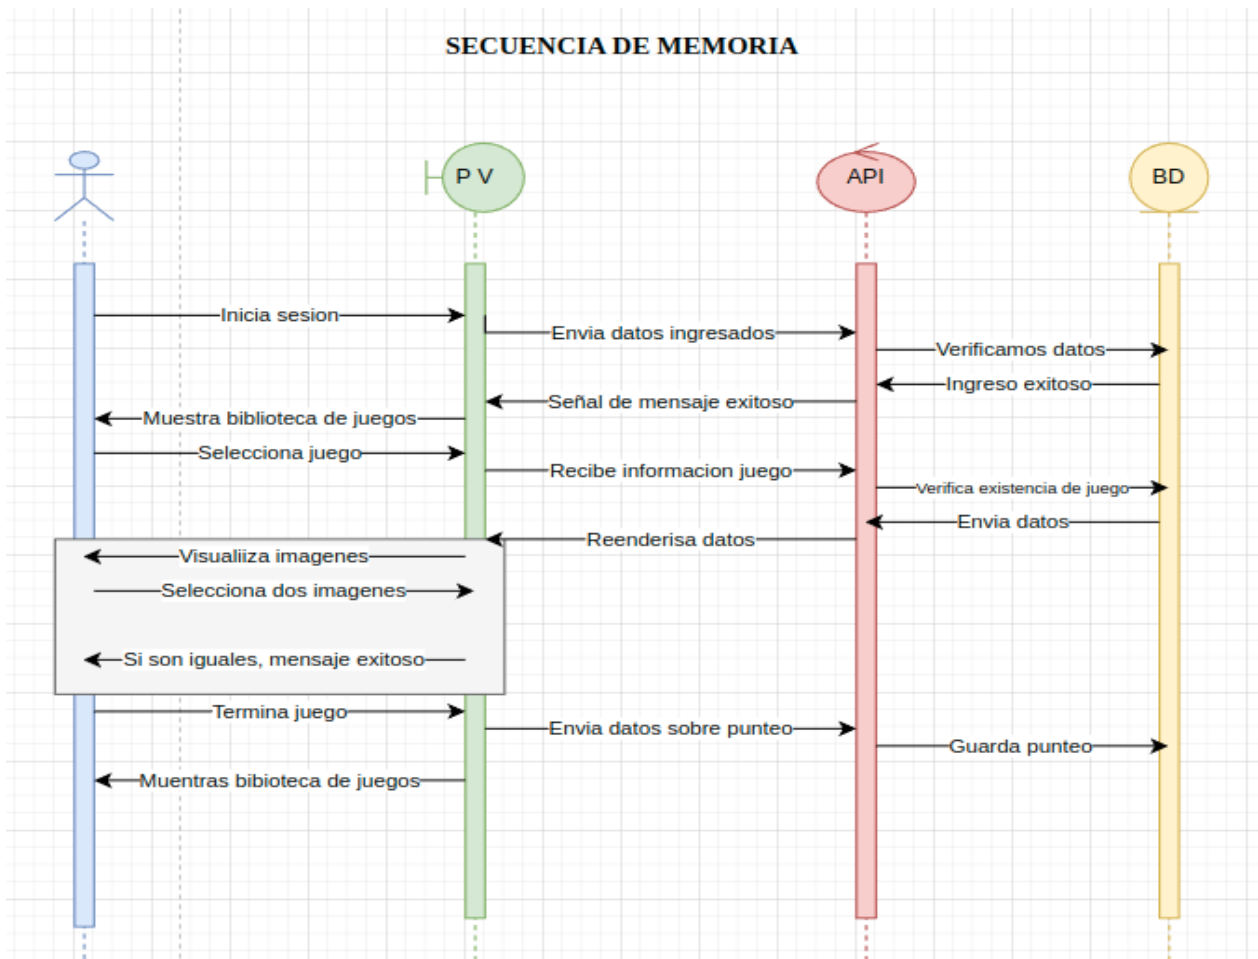 SECUENCIA DE MEMORIA
P V
API
BD
Inicia sesion
Envia datos ingresados
Verificamos datos
Ingreso exitoso
Señal de mensaje exitoso
Muestra biblioteca de juegos
Selecciona juego
Recibe informacion juego
Verifica existencia de juego
Envia datos
Reenderisa datos
Visualiiza imagenes
Selecciona dos imagenes
Si son iguales, mensaje exitoso
Termina juego
Envia datos sobre punteo
Guarda punteo
Muentras bibioteca de juegos